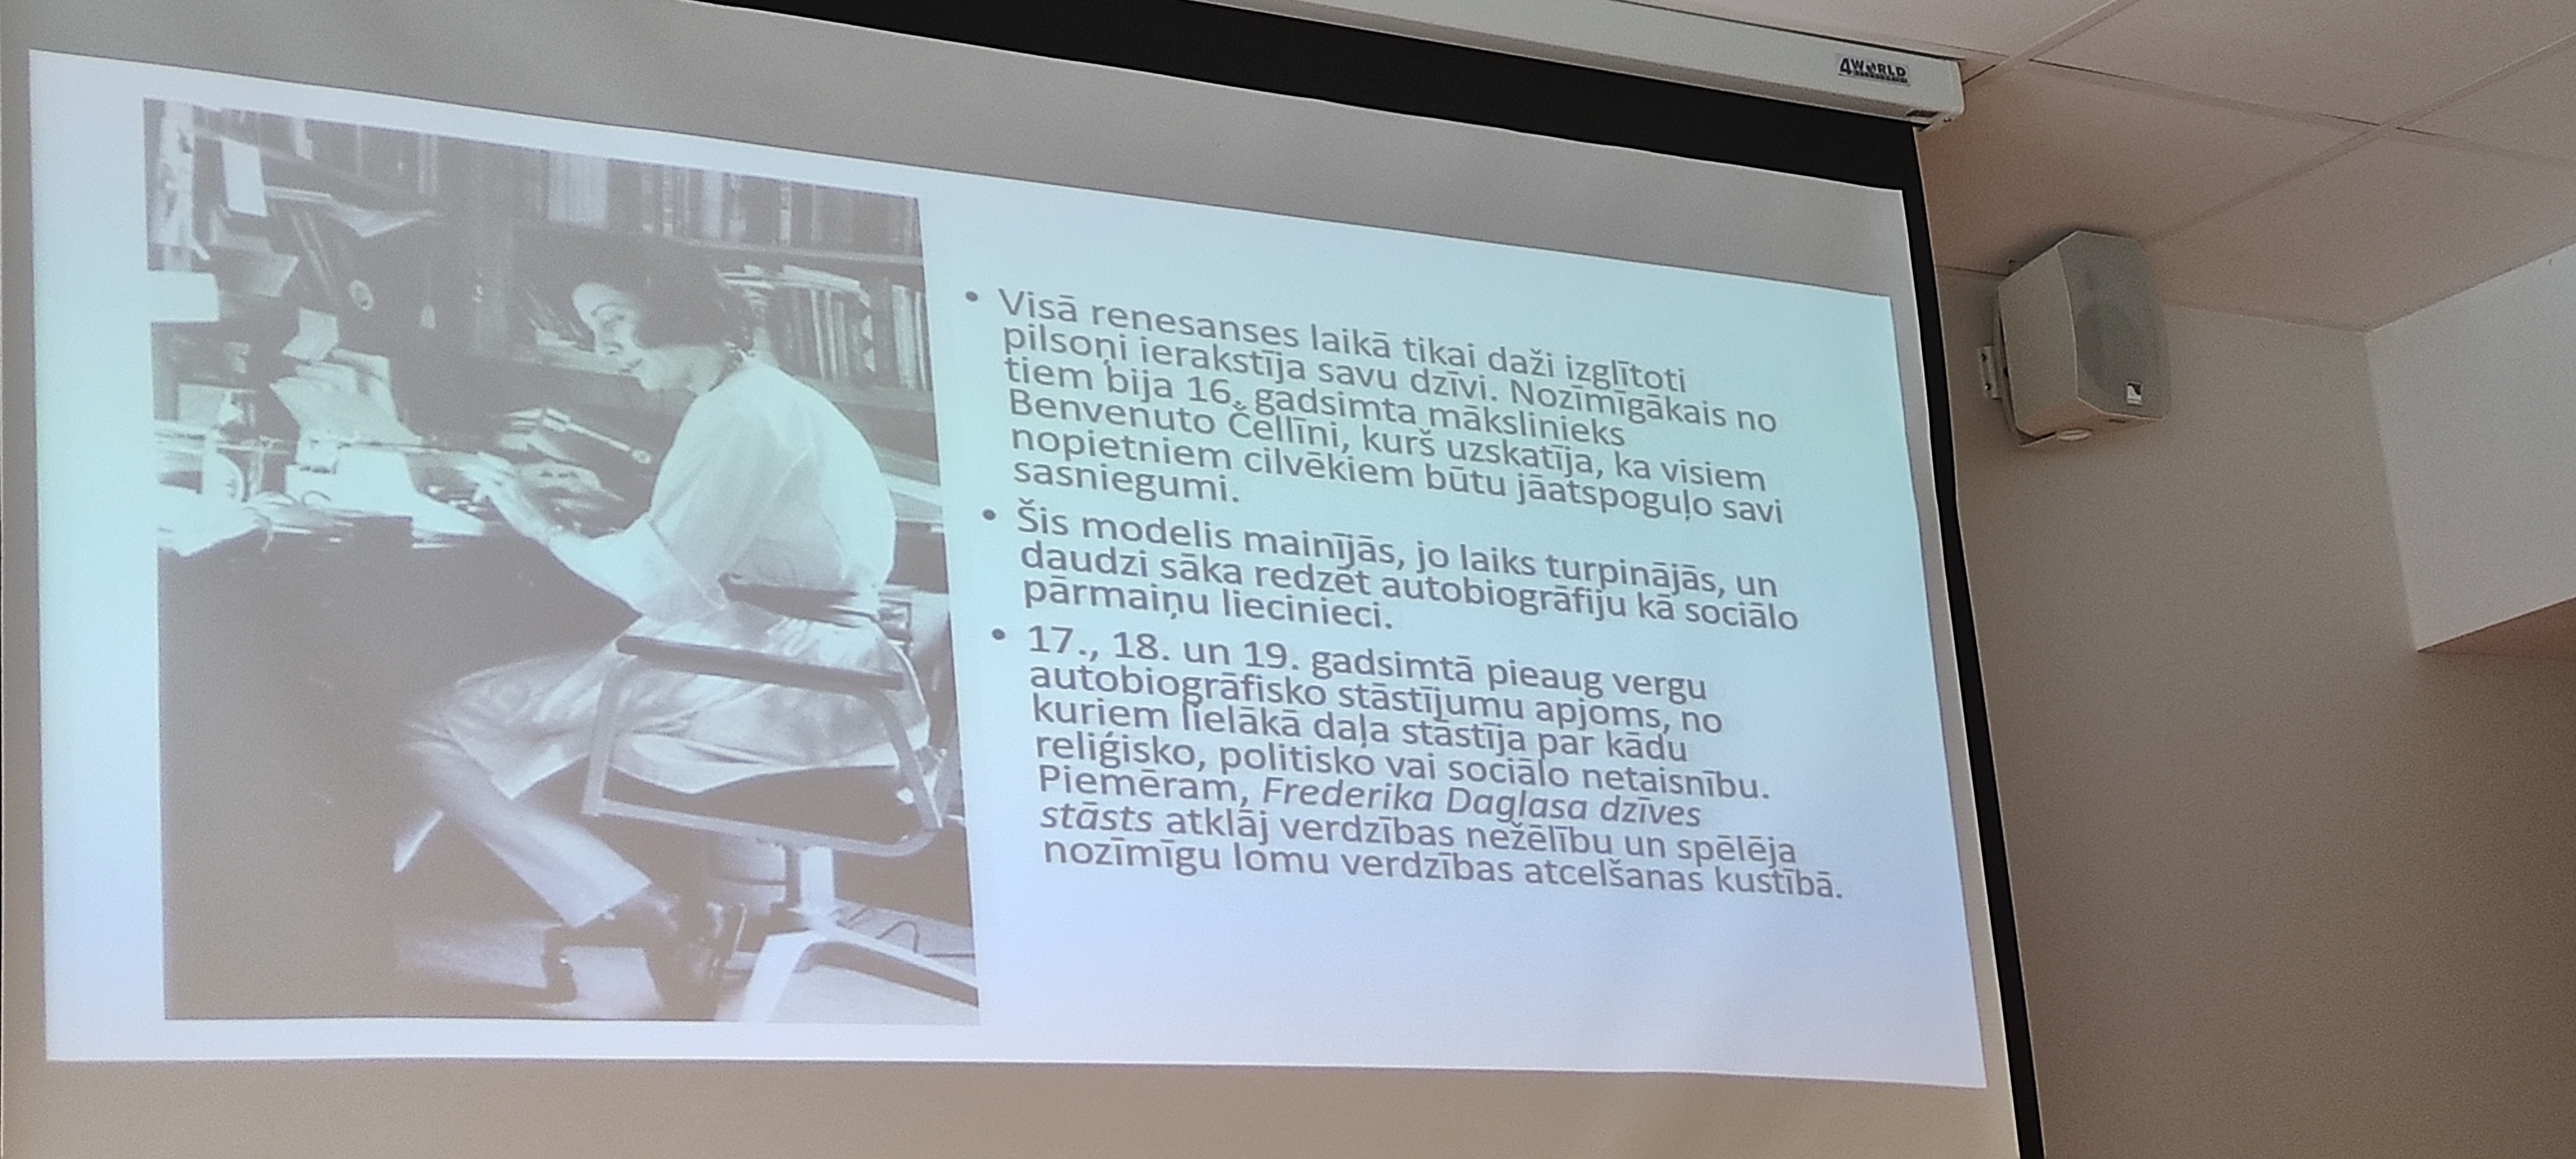 4WORLD
• Visā renesanses laikā tikai daži izglītoti
pilsoņi ierakstīja savu dzīvi. Nozīmīgākais no
tiem bija 16. gadsimta mākslinieks
Benvenuto Čellīni, kurš uzskatīja, ka visiem
nopietniem cilvēkiem būtu jāatspoguļo savi
sasniegumi.
• Šis modelis mainījās, jo laiks turpinājās, un
daudzi sāka redzēt autobiogrāfiju kā sociālo
pārmaiņu liecinieci.
• 17., 18. un 19. gadsimtā pieaug vergu
autobiogrāfisko stāstījumu apjoms, no
kuriem lielākā daļa stāstīja par kādu
reliģisko, politisko vai sociālo netaisnību.
Piemēram, Frederika Daglasa dzīves
stāsts atklāj verdzības nežēlību un spēlēja
nozīmīgu lomu verdzības atcelšanas kustībā.